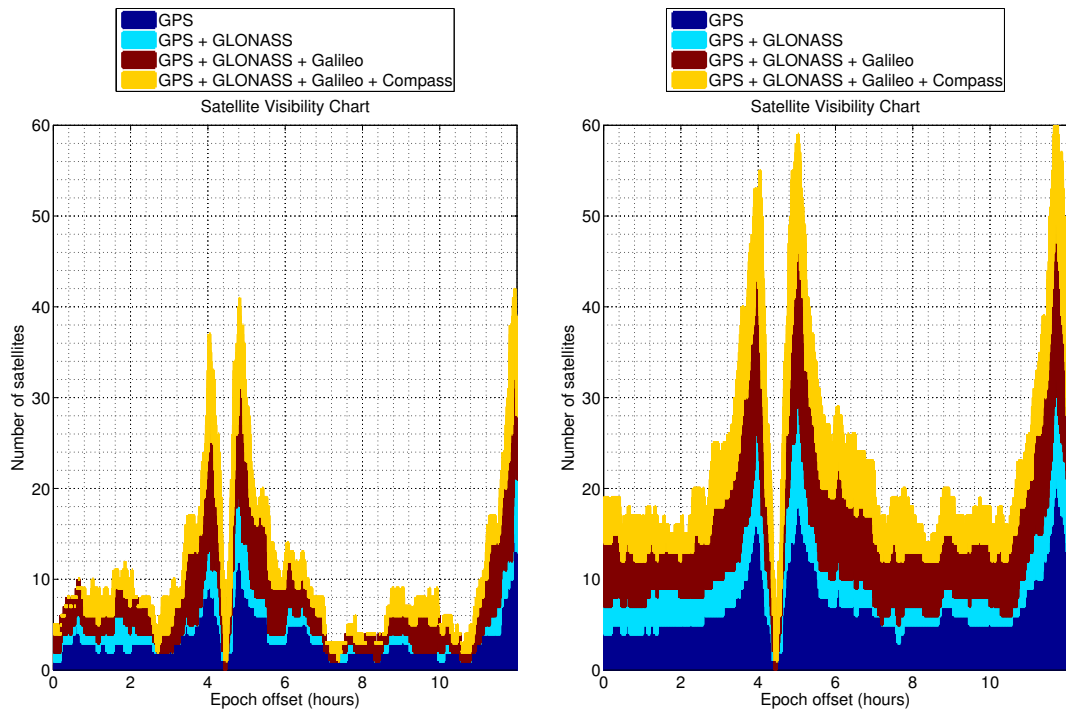 GPS
GPS + GLONASS
GPS + GLONASS + Galileo
GPS + GLONASS + Galileo + Compass
Satellite Visibility Chart
60
50
40
30
20
10
0
Number of satellites
0 2 4 6 8 10
Epoch offset (hours)
GPS
GPS + GLONASS
GPS + GLONASS + Galileo
GPS + GLONASS + Galileo + Compass
Satellite Visibility Chart
60
50
40
30
20
10
0
Number of satellites
0 2 4 6 8 10
Epoch offset (hours)